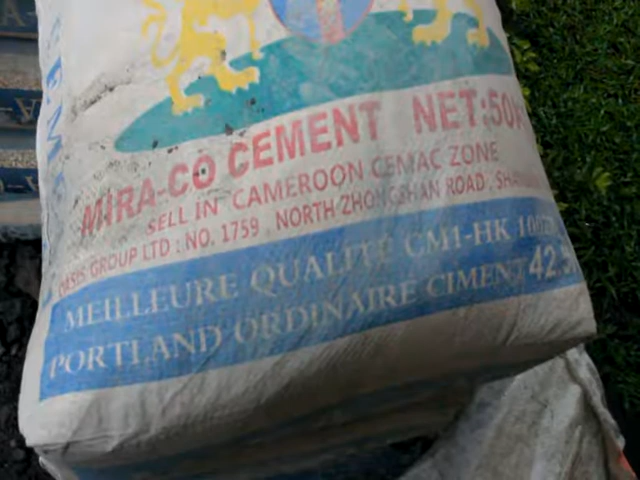 MIRA-CO CEMENT NET:50
SELL IN CAMEROON CEMAC ZONE
OASIS GROUP LTD : NO. 1759 NORTH ZHONGSHAN ROAD
MEILLEURE QUALITE CM1-HK
PORTLAND ORDINAIRE CIMENT 42.5